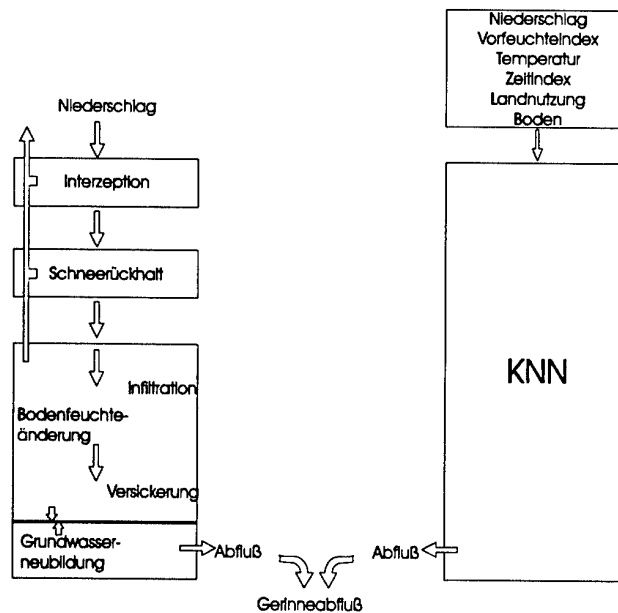 Niederschlag
Interzeption
Schneerückhalt
Infiltration
Bodenfeuchte-
änderung
Versickerung
Grundwasser-
neubildung
Abfluß
Niederschlag
Vorfeuchteindex
Temperatur
Zeitindex
Landnutzung
Boden
KNN
Abfluß
Gerinneabfluß